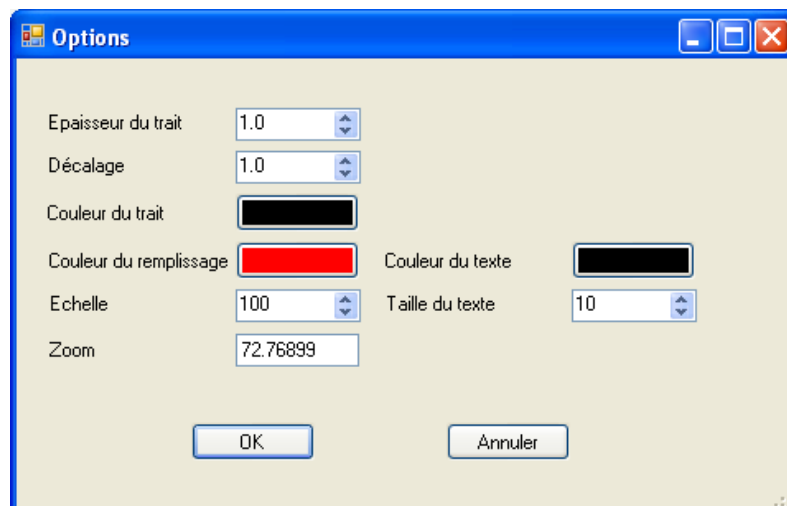 Options
Epaisseur du trait 1.0
Décalage 1.0
Couleur du trait
Couleur du remplissage Couleur du texte
Echelle 100 Taille du texte 10
Zoom 72.76899
OK Annuler